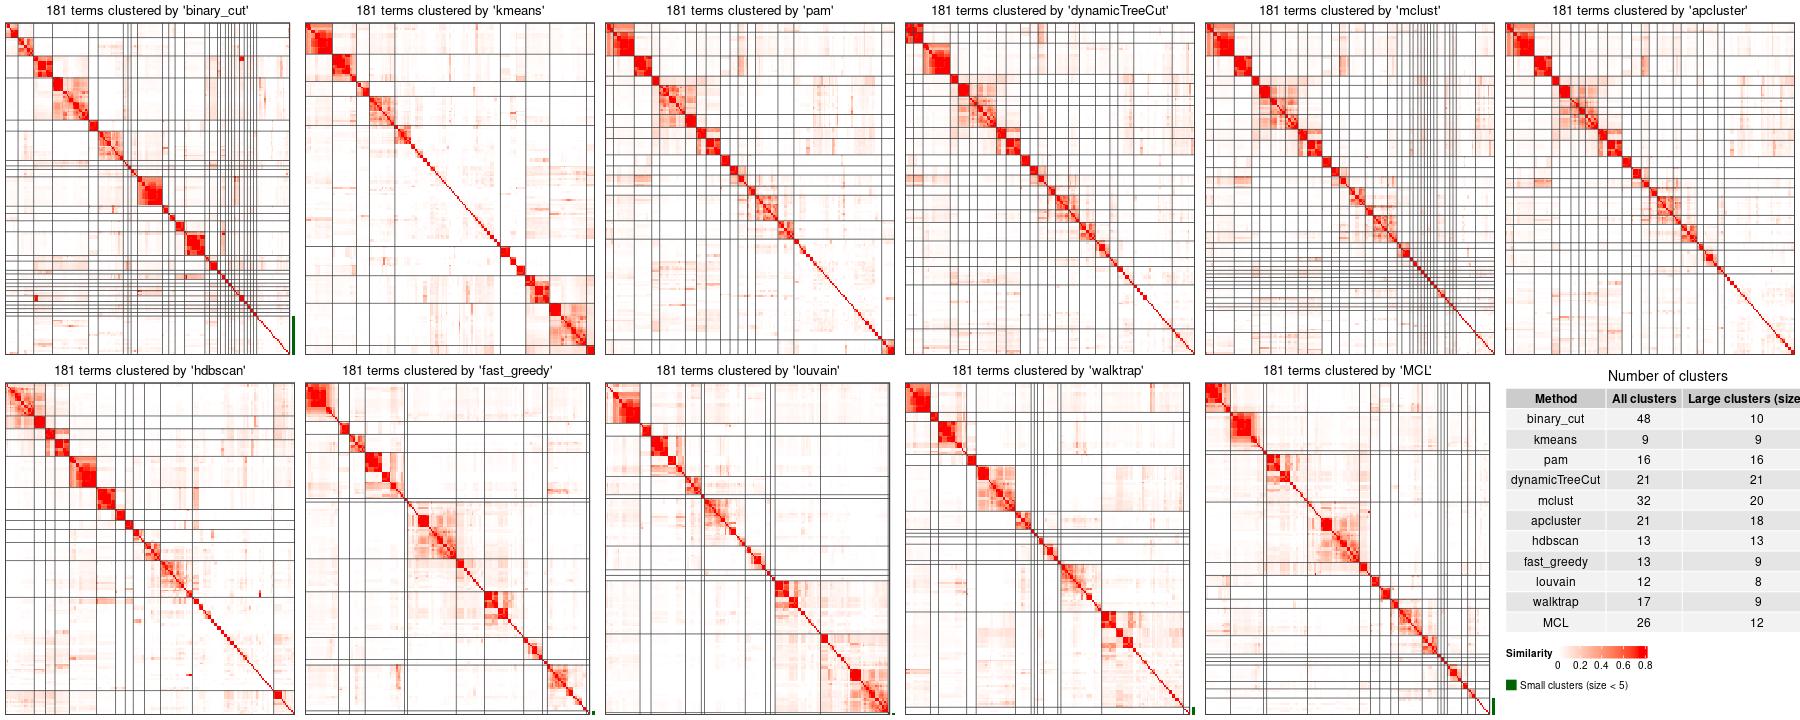 181 terms clustered by 'binary_cut'
181 terms clustered by 'kmeans'
181 terms clustered by 'pam'
181 terms clustered by 'dynamicTreeCut'
181 terms clustered by 'mclust'
181 terms clustered by 'apcluster'
181 terms clustered by 'hdbscan'
181 terms clustered by 'fast_greedy'
181 terms clustered by 'louvain'
181 terms clustered by 'walktrap'
181 terms clustered by 'MCL'
Number of clusters
Method All clusters Large clusters (size
binary_cut 48 10
kmeans 9 9
pam 16 16
dynamicTreeCut 21 21
mclust 32 20
apcluster 21 18
hdbscan 13 13
fast_greedy 13 9
louvain 12 8
walktrap 17 9
MCL 26 12
Similarity
0 0.2 0.4 0.6 0.8
Small clusters (size < 5)